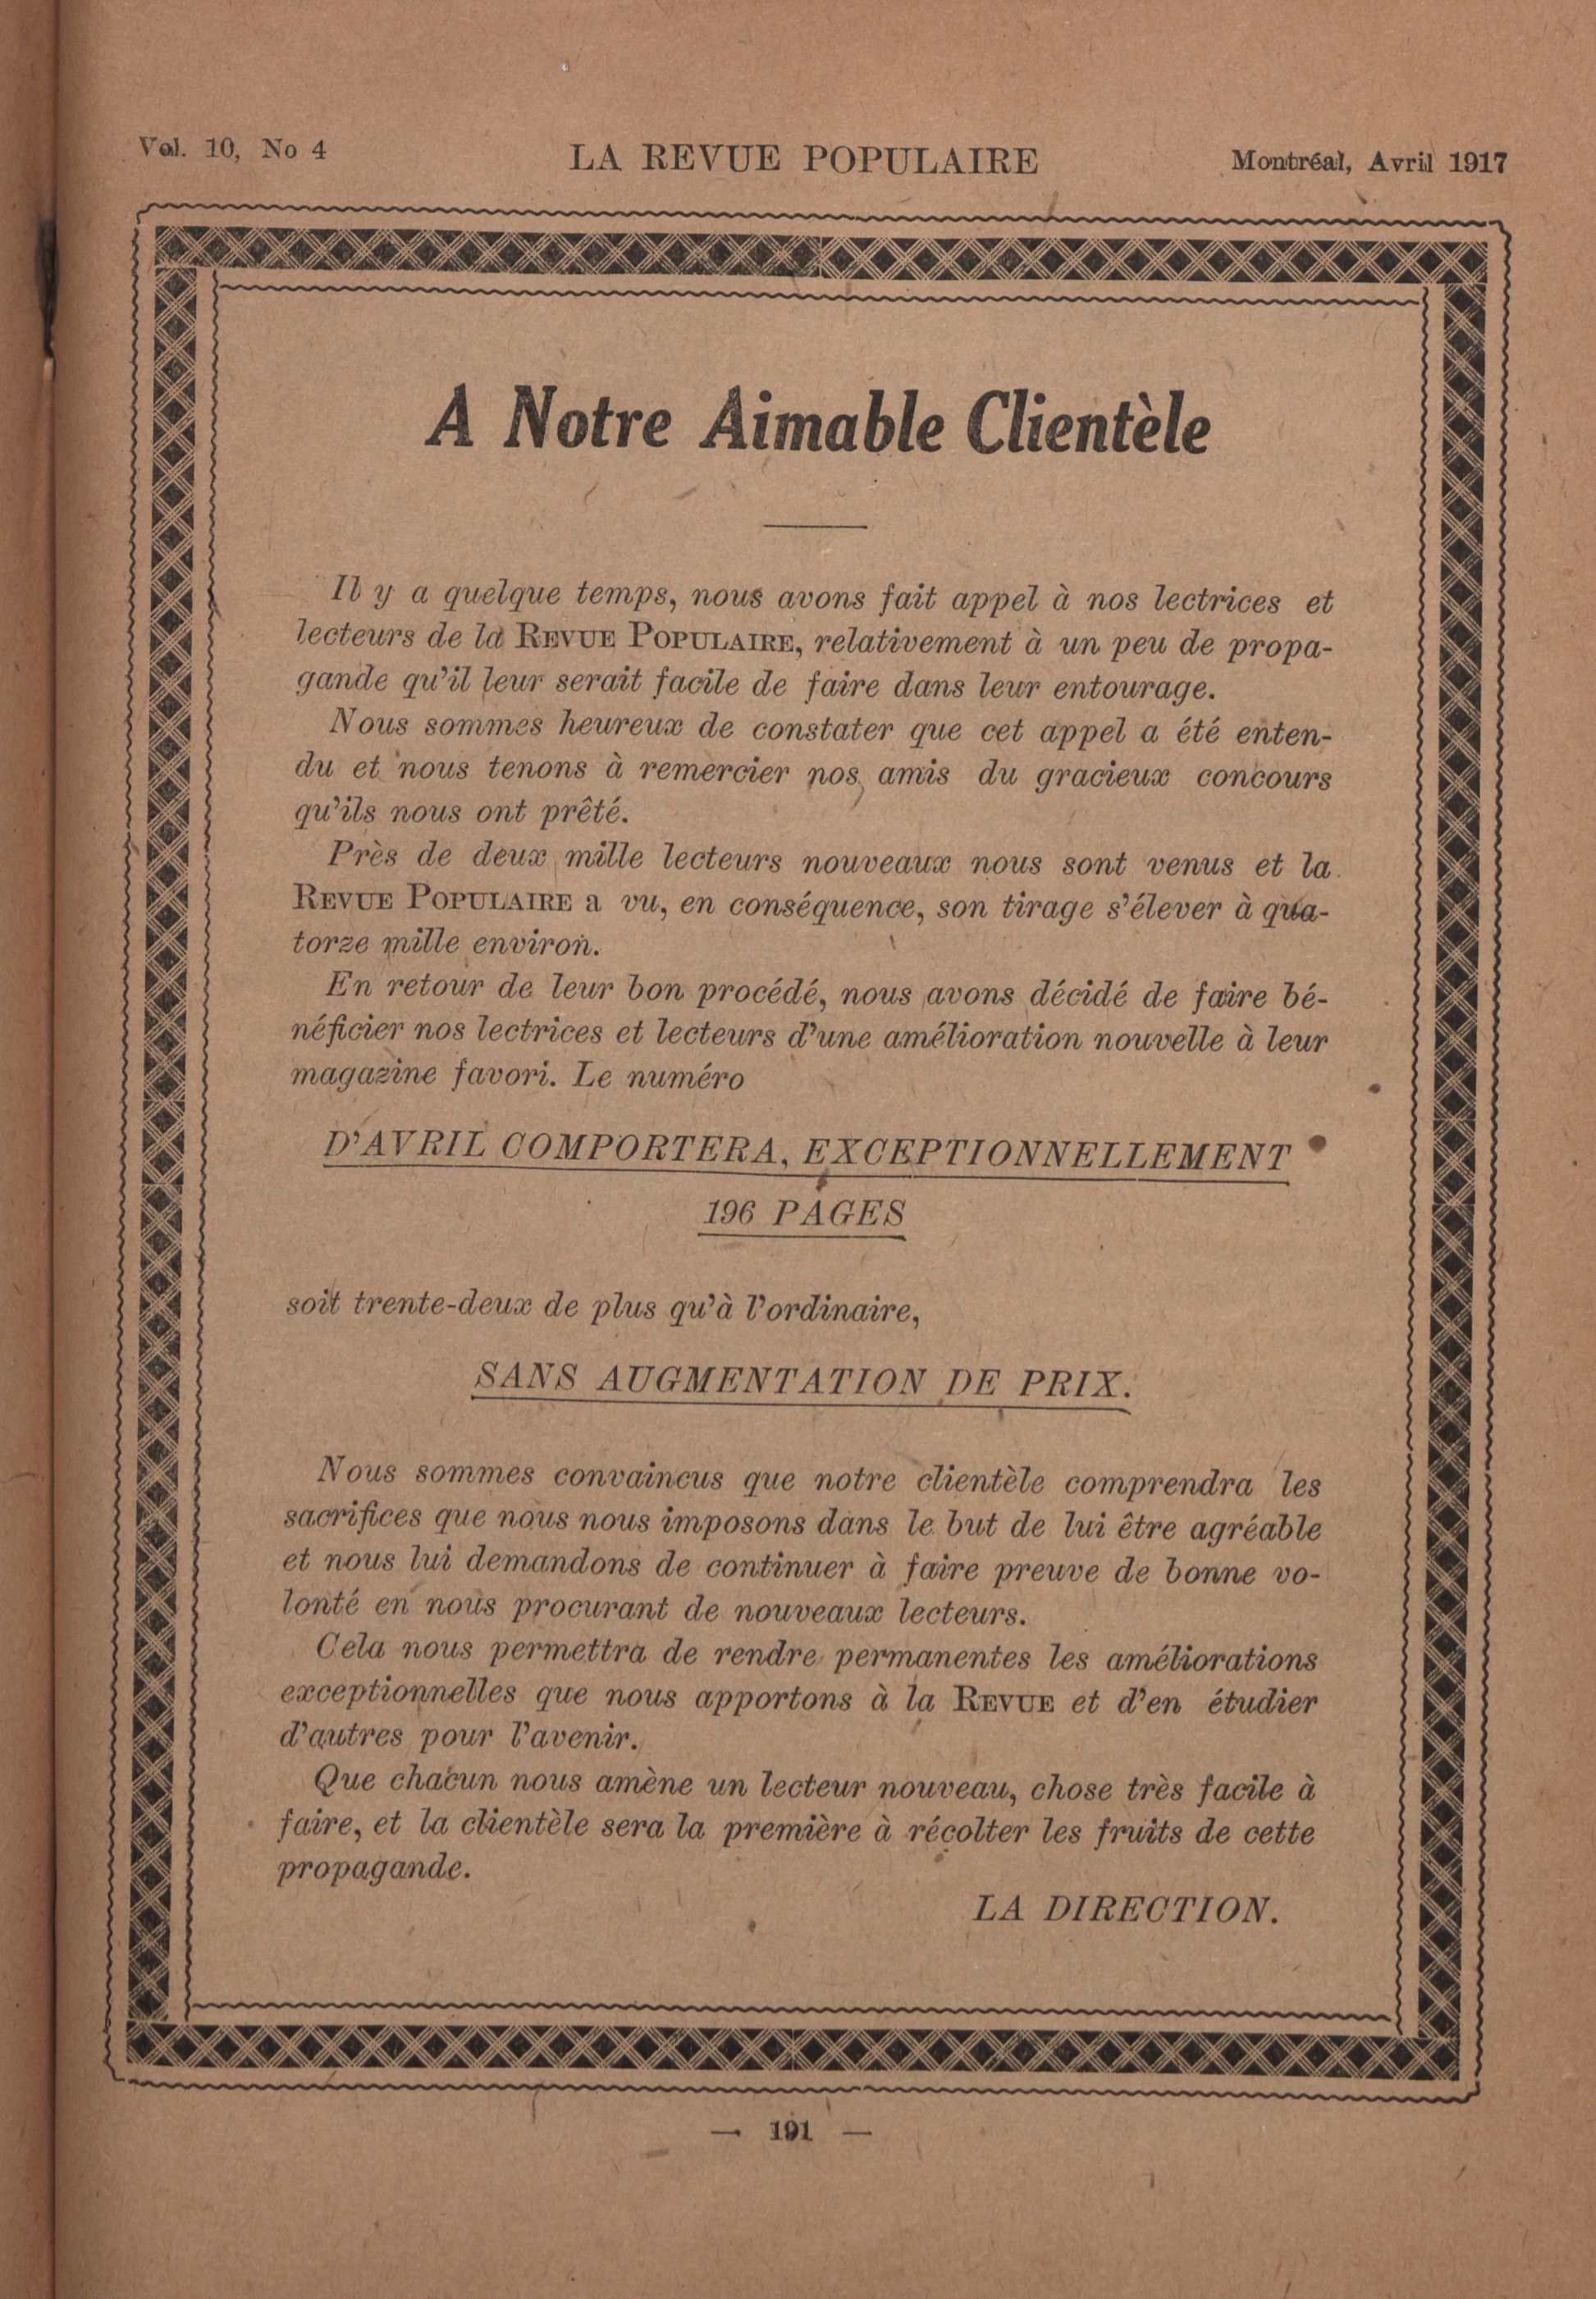 Vol. 10, No 4
LA REVUE POPULAIRE
Montréal, Avril 1917
A Notre Aimable Clientèle
Il y a quelque temps, nous avons fait appel à nos lectrices et
lecteurs de la REVUE POPULAIRE, relativement à un peu de propa-
gande qu'il leur serait facile de faire dans leur entourage.
Nous sommes heureux de constater que cet appel a été enten-
du et nous tenons à remercier nos amis du gracieux concours
qu'ils nous ont prêté.
Près de deux mille lecteurs nouveaux nous sont venus et la
REVUE POPULAIRE a vu, en conséquence, son tirage s'élever à qua-
torze mille environ.
En retour de leur bon procédé, nous avons décidé de faire bé-
néficier nos lectrices et lecteurs d'une amélioration nouvelle à leur
magazine favori. Le numéro
D'AVRIL COMPORTERA, EXCEPTIONNELLEMENT
196 PAGES
soit trente-deux de plus qu'à l'ordinaire,
SANS AUGMENTATION DE PRIX.
Nous sommes convaincus que notre clientèle comprendra les
sacrifices que nous nous imposons dans le but de lui être agréable
et nous lui demandons de continuer à faire preuve de bonne vo-
lonté en nous procurant de nouveaux lecteurs.
Cela nous permettra de rendre permanentes les améliorations
exceptionnelles que nous apportons à la REVUE et d'en étudier
d'autres pour l'avenir.
Que chacun nous amène un lecteur nouveau, chose très facile à
faire, et la clientèle sera la première à récolter les fruits de cette
propagande.
LA DIRECTION.
— 191 —